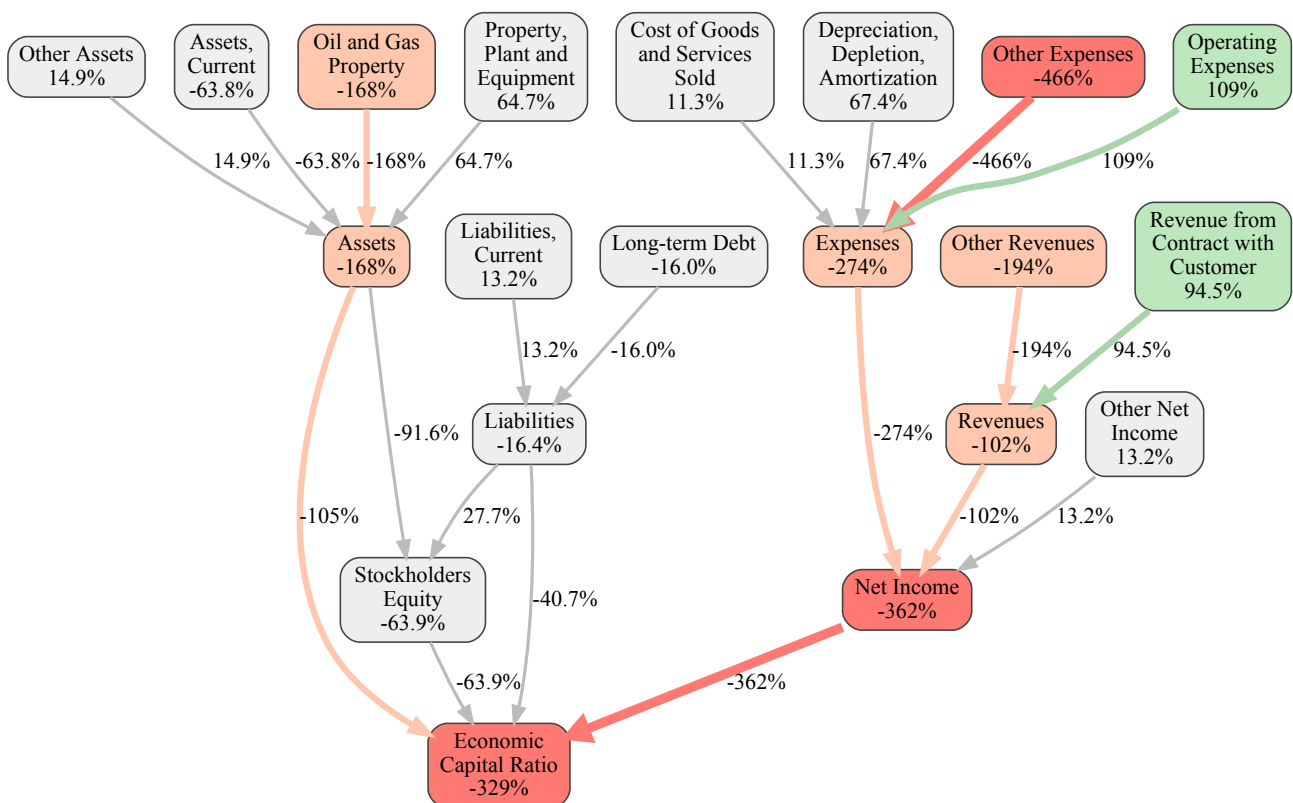 Other Assets
14.9%
Assets,
Current
-63.8%
Oil and Gas
Property
-168%
Property,
Plant and
Equipment
64.7%
Cost of Goods
and Services
Sold
11.3%
Depreciation,
Depletion,
Amortization
67.4%
Other Expenses
-466%
Operating
Expenses
109%
14.9%
-63.8%
-168%
64.7%
11.3%
67.4%
-466%
109%
Assets
-168%
Liabilities,
Current
13.2%
Long-term Debt
-16.0%
Expenses
-274%
Other Revenues
-194%
Revenue from
Contract with
Customer
94.5%
13.2%
-16.0%
-194%
94.5%
-91.6%
Liabilities
-16.4%
-274%
Revenues
-102%
Other Net
Income
13.2%
-105%
27.7%
-102%
13.2%
Stockholders
Equity
-63.9%
-40.7%
Net Income
-362%
-63.9%
-362%
Economic
Capital Ratio
-329%